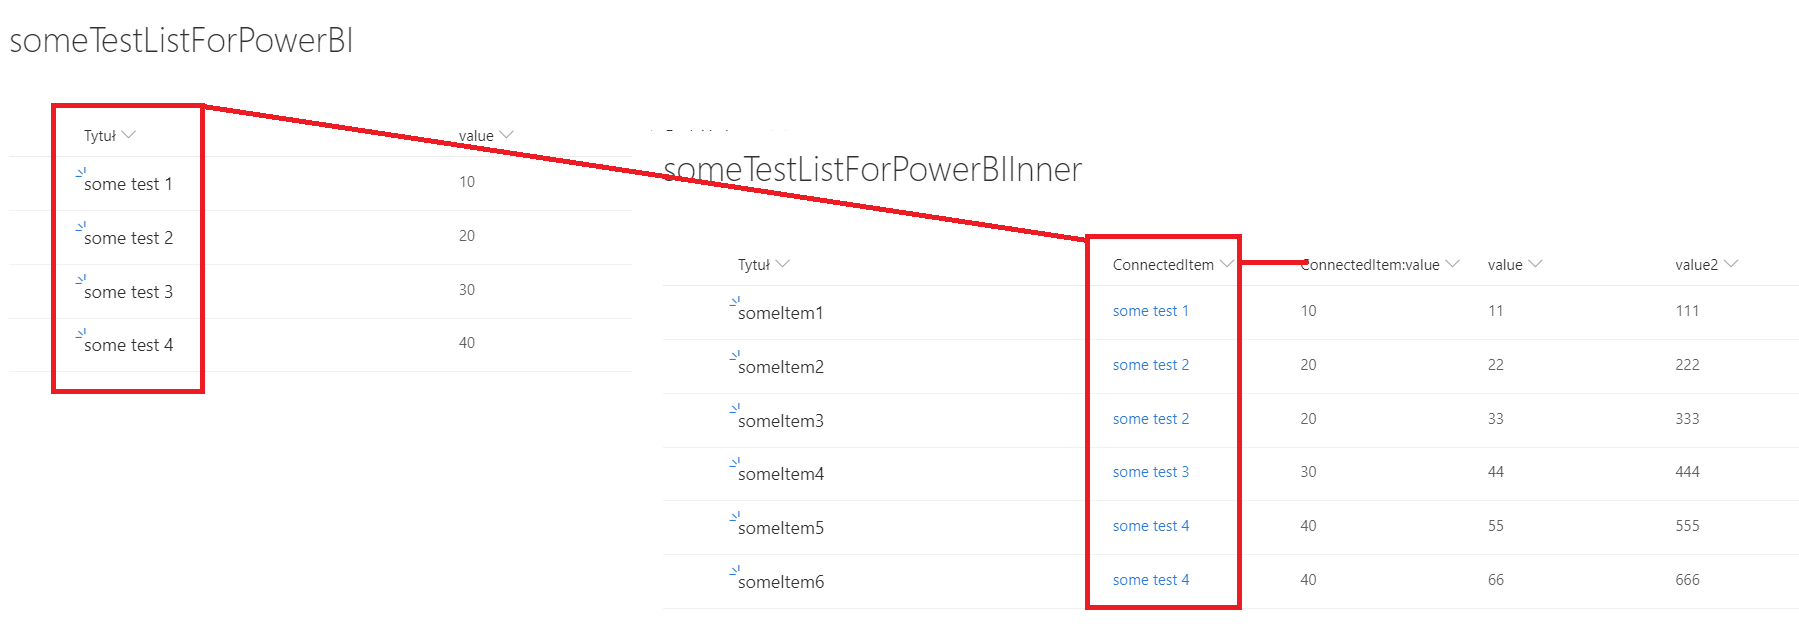 someTestListForPowerBI
Tytuł value
some test 1 10
some test 2 20
some test 3 30
some test 4 40
someTestListForPowerBIInner
Tytuł ConnectedItem ConnectedItem:value value value2
someItem1 some test 1 10 11 111
someItem2 some test 2 20 22 222
someItem3 some test 2 20 33 333
someItem4 some test 3 30 44 444
someItem5 some test 4 40 55 555
someItem6 some test 4 40 66 666